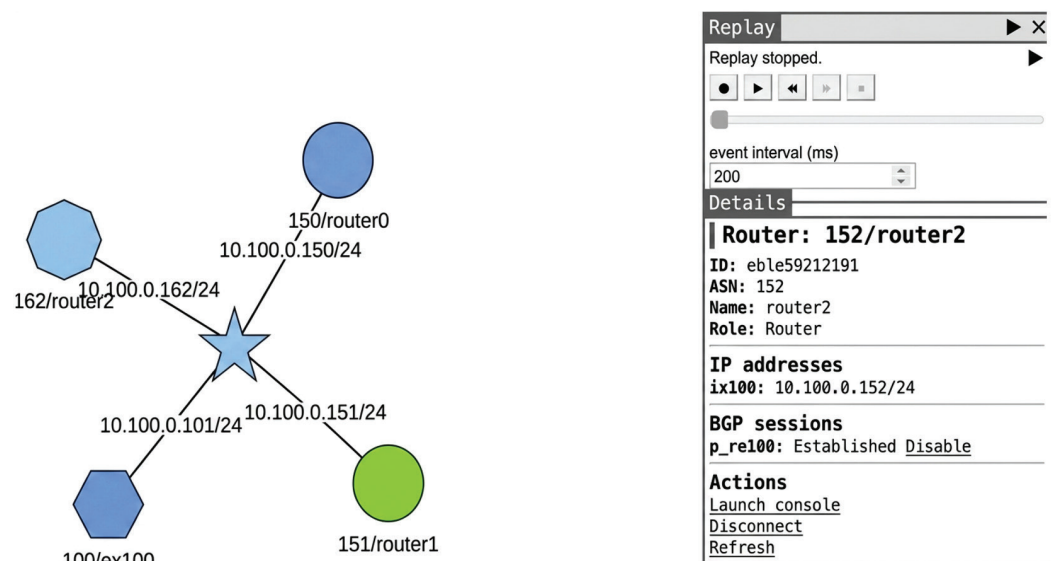 150/router0
10.100.0.150/24
10.100.0.162/24
162/router2
10.100.0.151/24
10.100.0.101/24
151/router1
100/ex100
Replay
Replay stopped.
event interval (ms)
200
Details
Router: 152/router2
ID: eble59212191
ASN: 152
Name: router2
Role: Router
IP addresses
ix100: 10.100.0.152/24
BGP sessions
p_re100: Established Disable
Actions
Launch console
Disconnect
Refresh